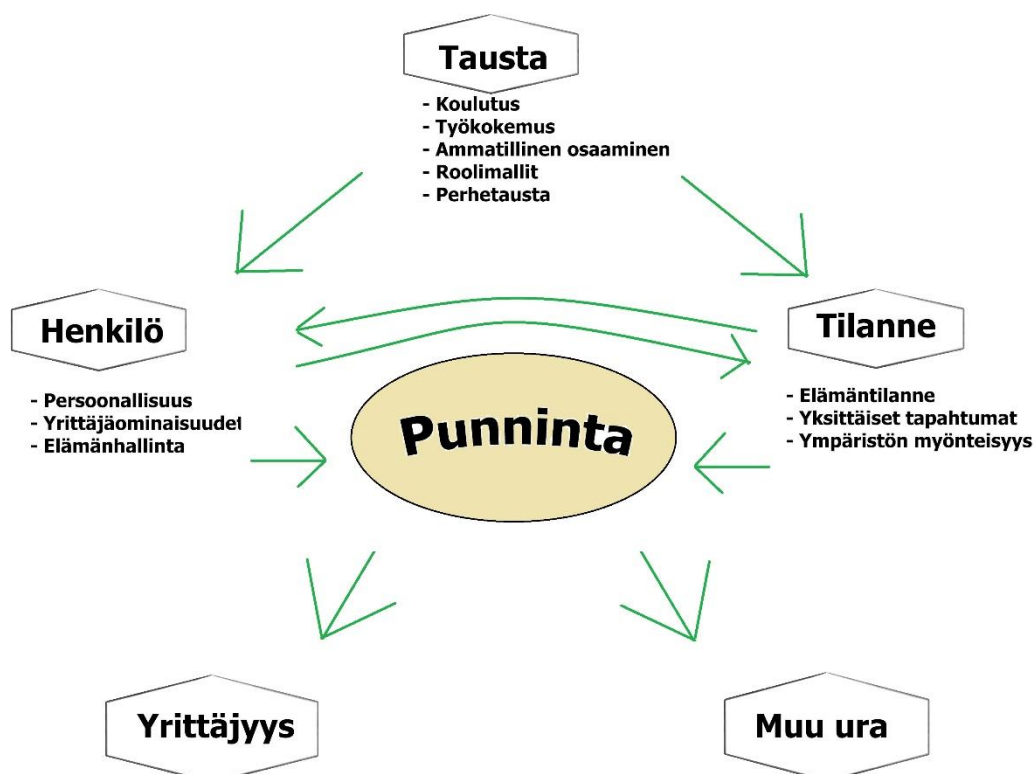 Tausta
- Koulutus
- Työkokemus
- Ammatillinen osaaminen
- Roolimallit
- Perhetausta
Henkilö
- Persoonallisuus
- Yrittäjäominaisuudet
- Elämänhallinta
Tilanne
- Elämäntilanne
- Yksittäiset tapahtumat
- Ympäristön myönteisyys
Punninta
Yrittäjyys
Muu ura